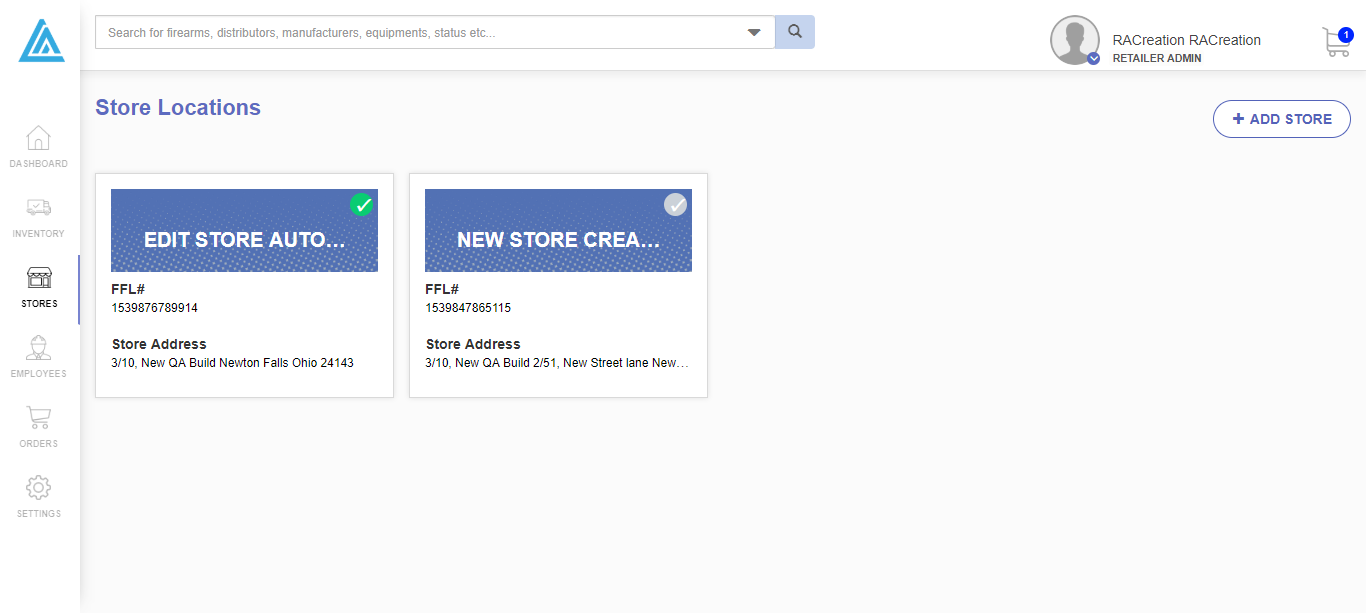 Search for firearms, distributors, manufacturers, equipments, status etc...
RACreation RACreation
RETAILER ADMIN
1
Store Locations
+ ADD STORE
DASHBOARD
INVENTORY
STORES
EMPLOYEES
ORDERS
SETTINGS
EDIT STORE AUTO...
FFL#
1539876789914
Store Address
3/10, New QA Build Newton Falls Ohio 24143
NEW STORE CREA...
FFL#
1539847865115
Store Address
3/10, New QA Build 2/51, New Street lane New...